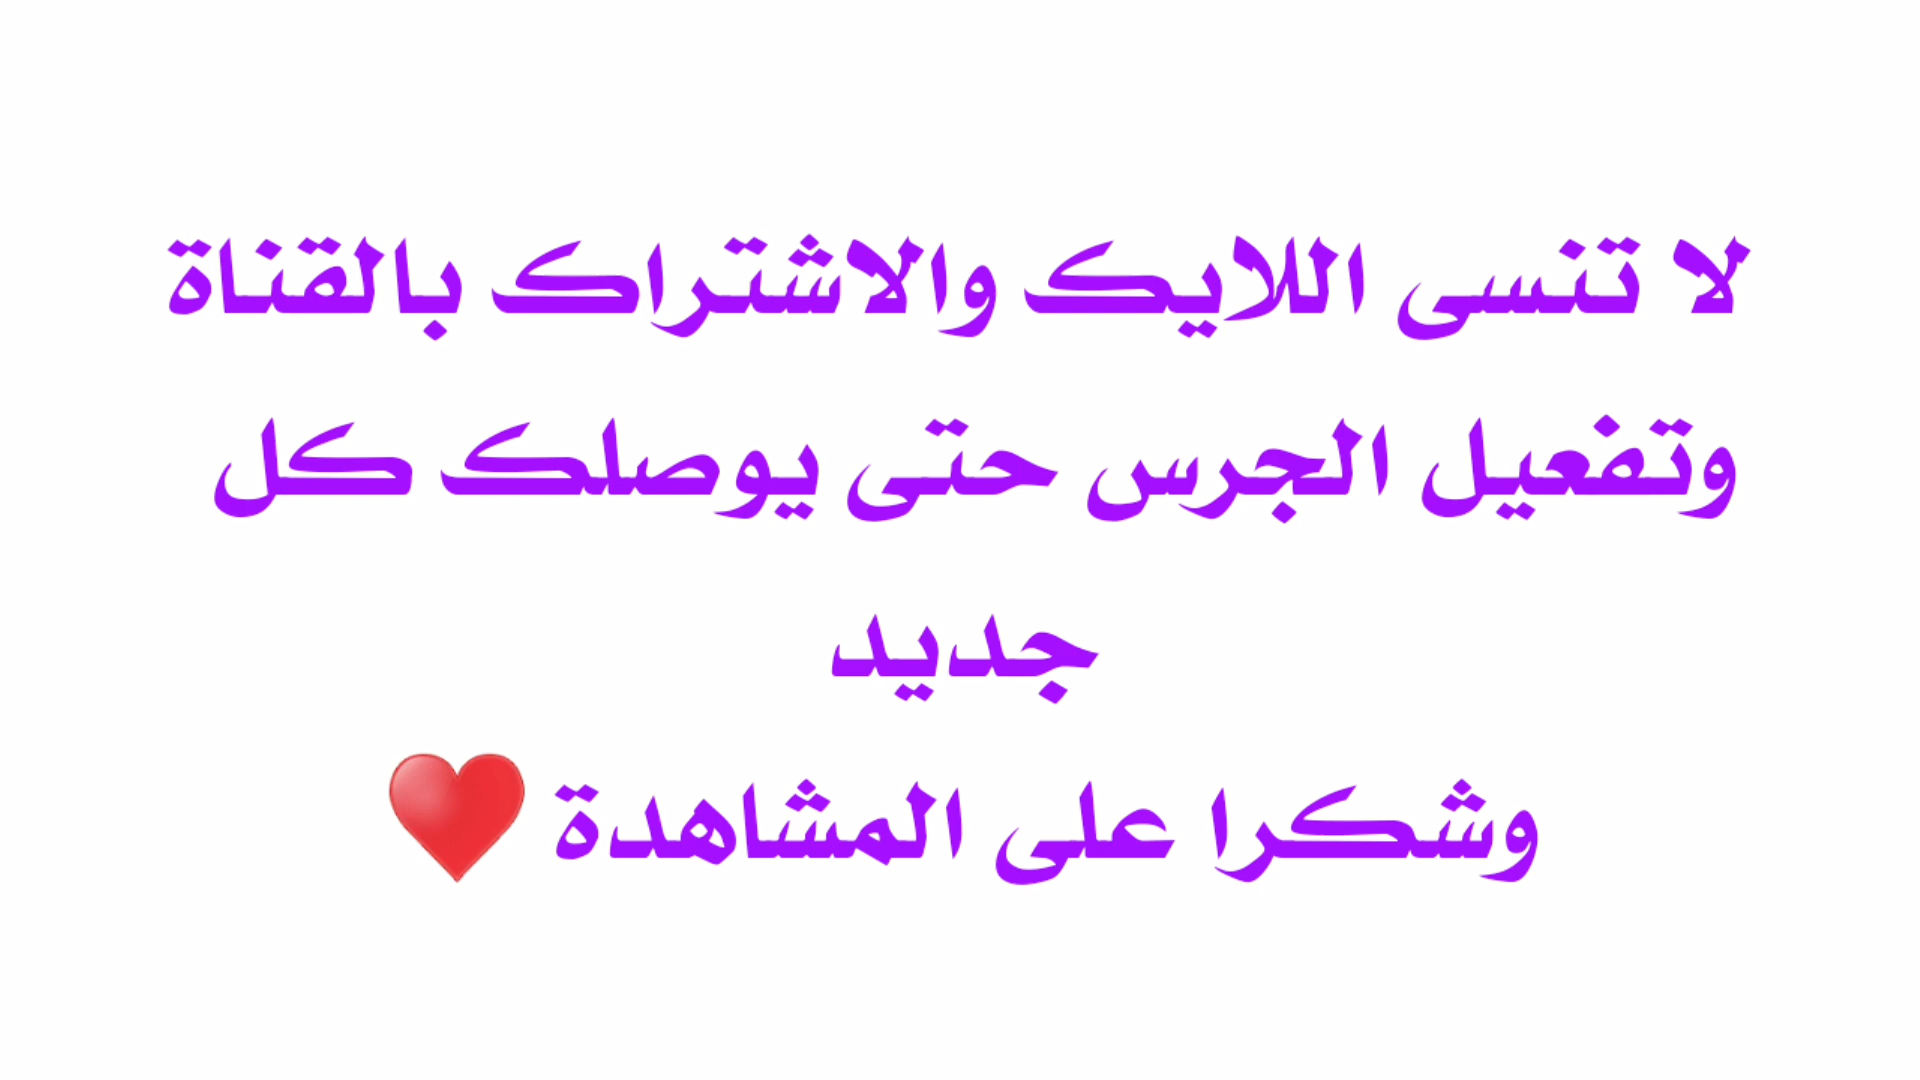 لا تنسى اللايك والاشتراك بالقناة
وتفعيل الجرس حتى يوصلك كل
جديد
وشكرا على المشاهدة ♥️